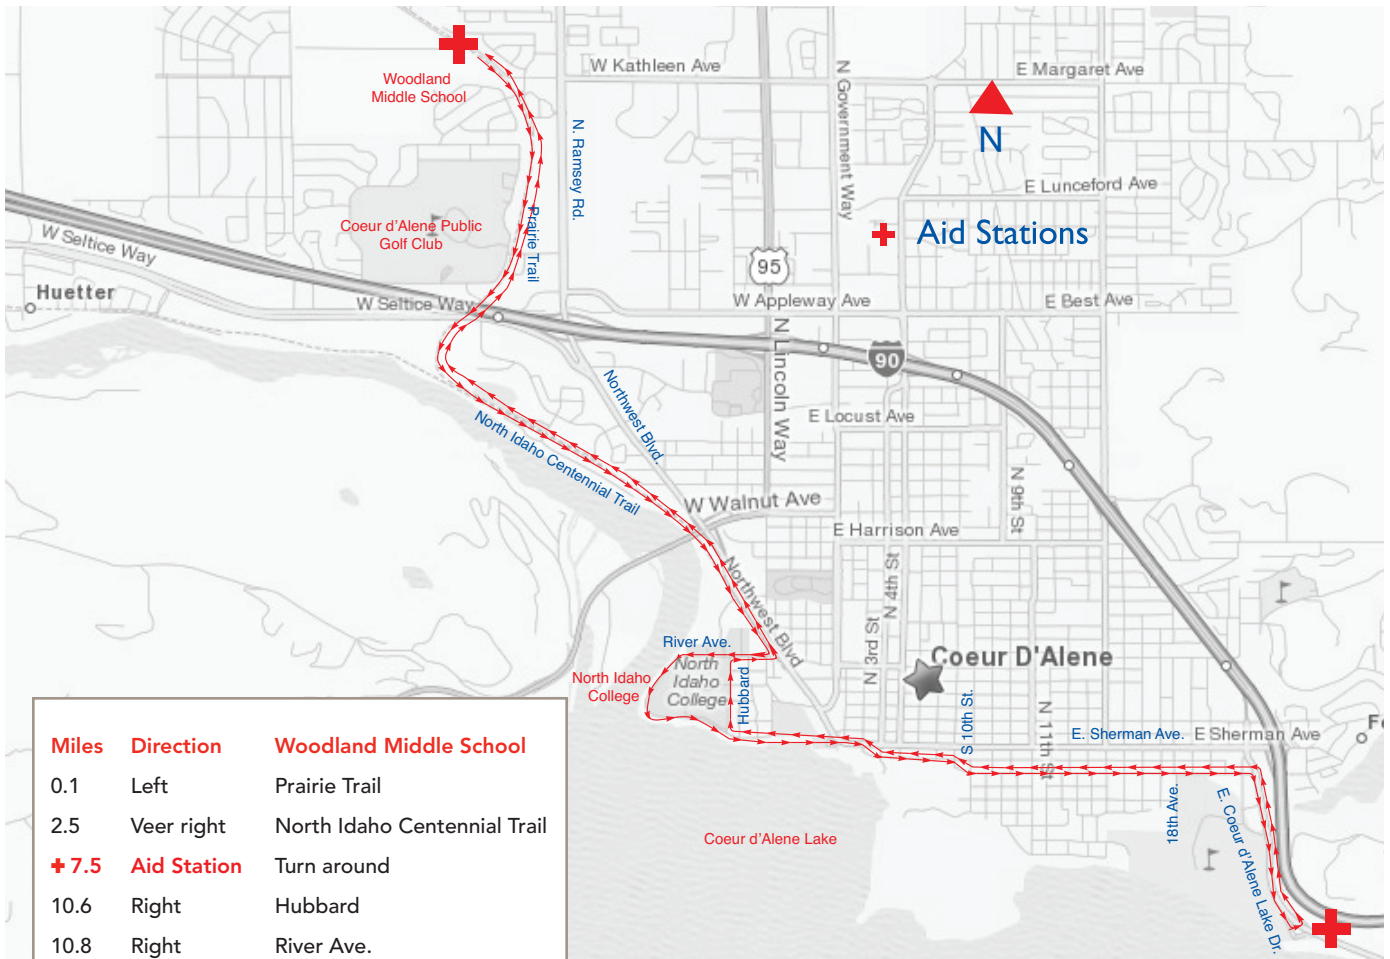 W Kathleen Ave
E Margaret Ave
Woodland
Middle School
N Government Way
N. Ramsey Rd.
N
E Lunceford Ave
Coeur d'Alene Public
Golf Club
Prairie Trail
Aid Stations
W Seltice Way
95
Huetter
W Seltice Way
W Appleway Ave
E Best Ave
N Lincoln Way
90
Northwest Blvd.
E Locust Ave
North Idaho Centennial Trail
W Walnut Ave
N 9th St
E Harrison Ave
N 4th St
Northwest Blvd
N 3rd St
River Ave.
Coeur D'Alene
North
Idaho
College
North Idaho
College
Hubbard
S 10th St.
N 11th St
E. Sherman Ave.
E Sherman Ave
18th Ave.
E. Coeur d'Alene Lake Dr.
Coeur d'Alene Lake
Miles Direction Woodland Middle School
0.1 Left Prairie Trail
2.5 Veer right North Idaho Centennial Trail
7.5 Aid Station Turn around
10.6 Right Hubbard
10.8 Right River Ave.